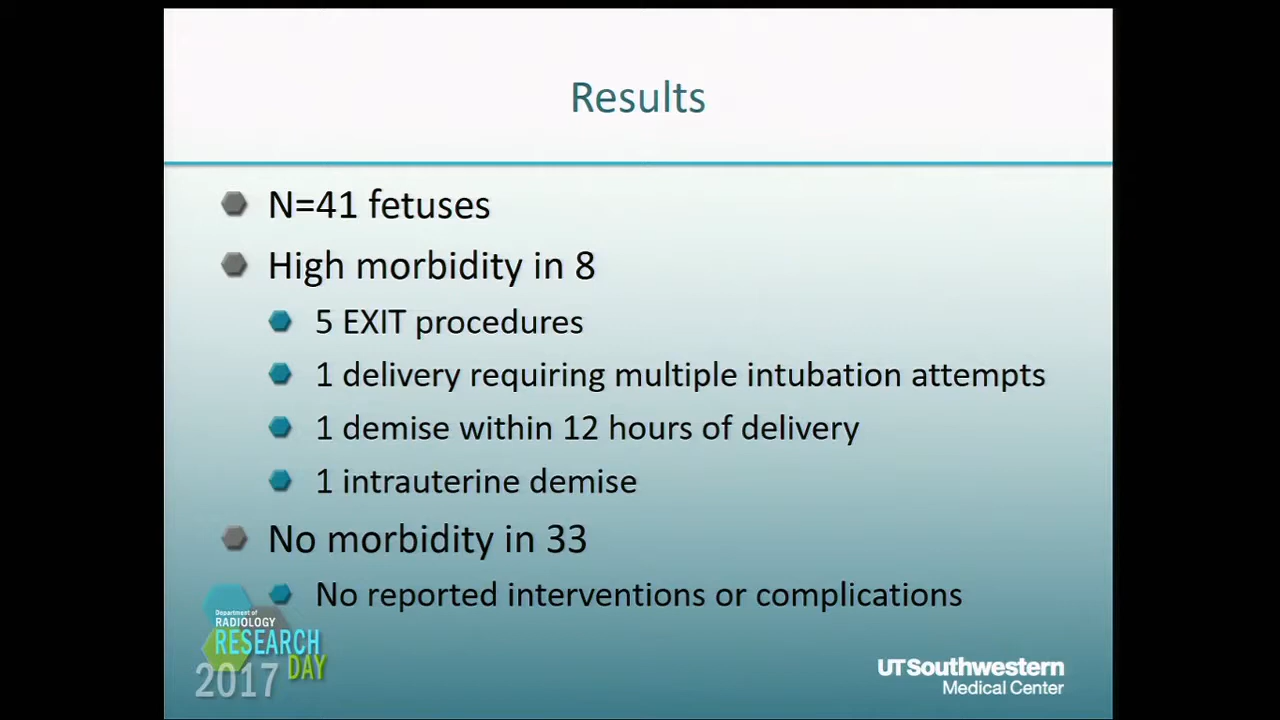 Results
N=41 fetuses
High morbidity in 8
5 EXIT procedures
1 delivery requiring multiple intubation attempts
1 demise within 12 hours of delivery
1 intrauterine demise
No morbidity in 33
No reported interventions or complications
Department of
RADIOLOGY
RESEARCH
DAY
2017
UTSouthwestern
Medical Center